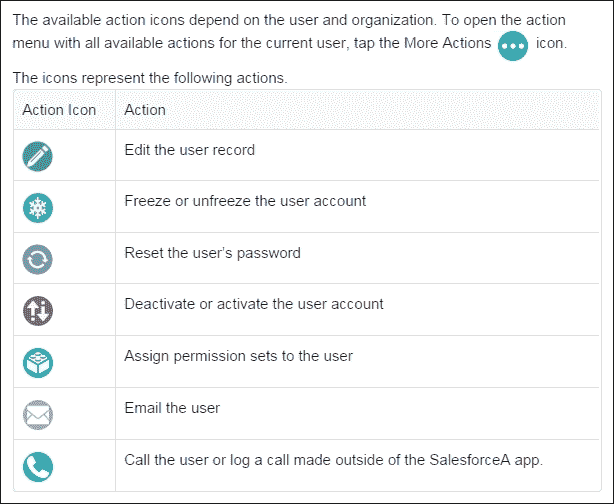 The available action icons depend on the user and organization. To open the action
menu with all available actions for the current user, tap the More Actions icon.
The icons represent the following actions.
Action Icon Action
Edit the user record
Freeze or unfreeze the user account
Reset the user's password
Deactivate or activate the user account
Assign permission sets to the user
Email the user
Call the user or log a call made outside of the SalesforceA app.